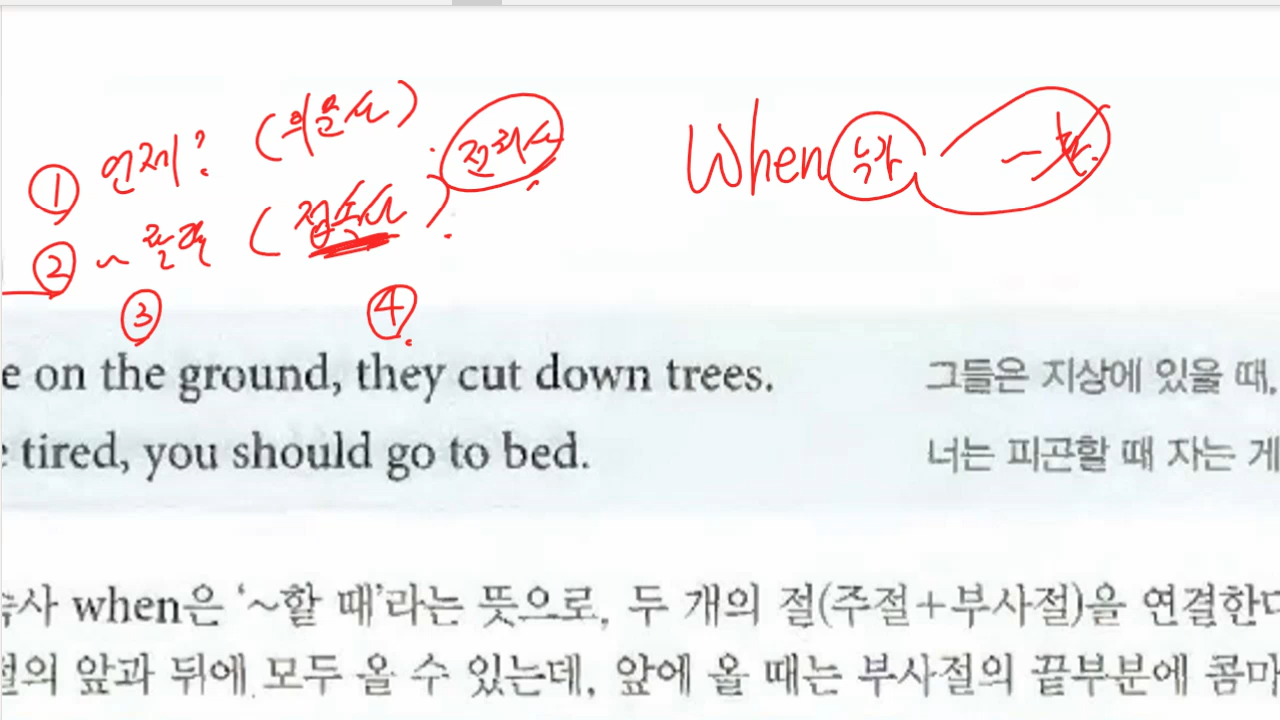 ① 언제? (의문사)
전치사
② ~ 할때 (접속사)
When 누가 ~한다.
③ ④
e on the ground, they cut down trees. 그들은 지상에 있을 때,
tired, you should go to bed. 너는 피곤할 때 자는 게
사 when은 ‘~할 때’라는 뜻으로, 두 개의 절(주절+부사절)을 연결한다
절의 앞과 뒤에 모두 올 수 있는데, 앞에 올 때는 부사절의 끝부분에 콤마